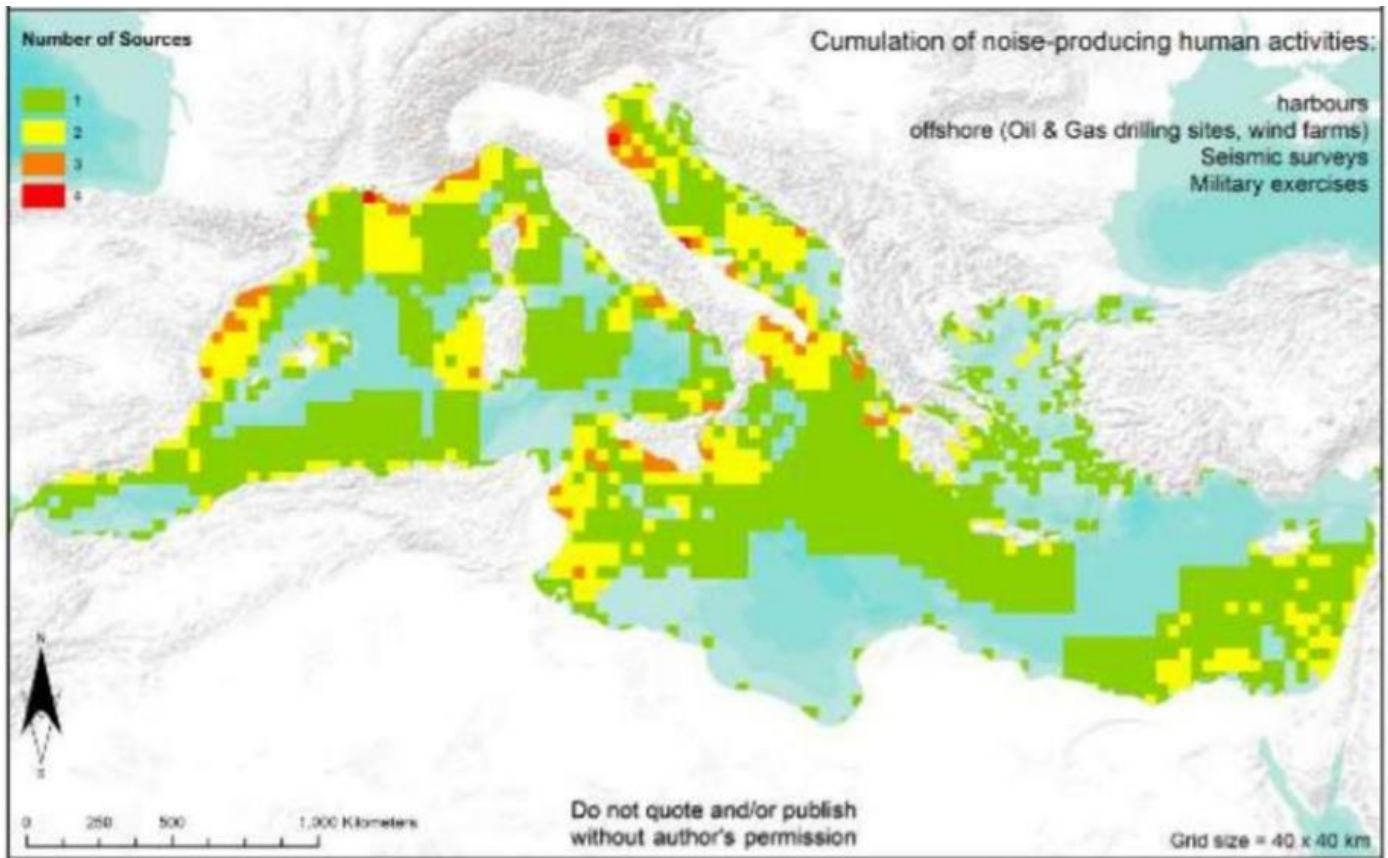 Number of Sources
1
2
3
4
Cumulation of noise-producing human activities:
harbours
offshore (Oil & Gas drilling sites, wind farms)
Seismic surveys
Military exercises
N
S
0 250 500 1,000 Kilometers
Do not quote and/or publish
without author's permission
Grid size = 40 x 40 km